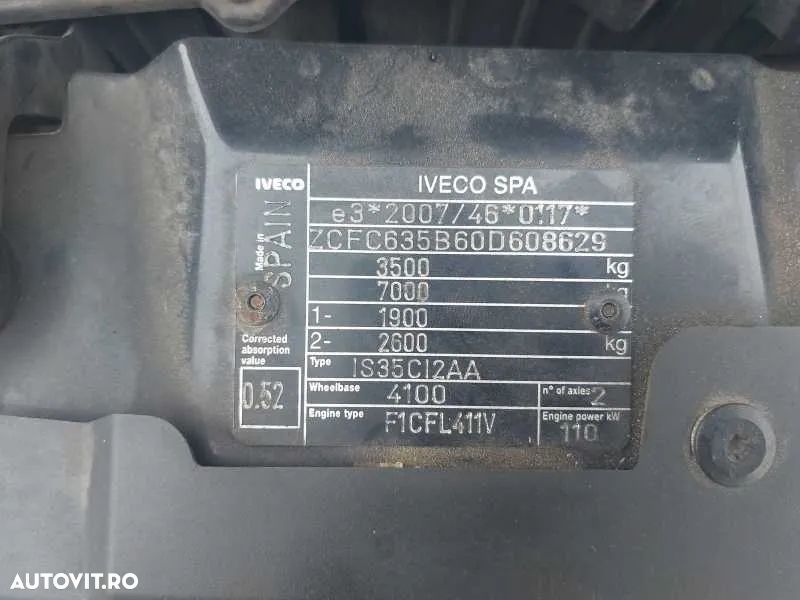 IVECO
IVECO SPA
e3*2007/46*0117*
ZCFC635B60D608629
Made in
SPAIN
3500 kg
7000
1- 1900
2- 2600 kg
Corrected
absorption
value
0.52
Type IS35CI2AA
Wheelbase 4100
n° of axles 2
Engine type F1CFL411V
Engine power kW
110
AUTOVIT.RO